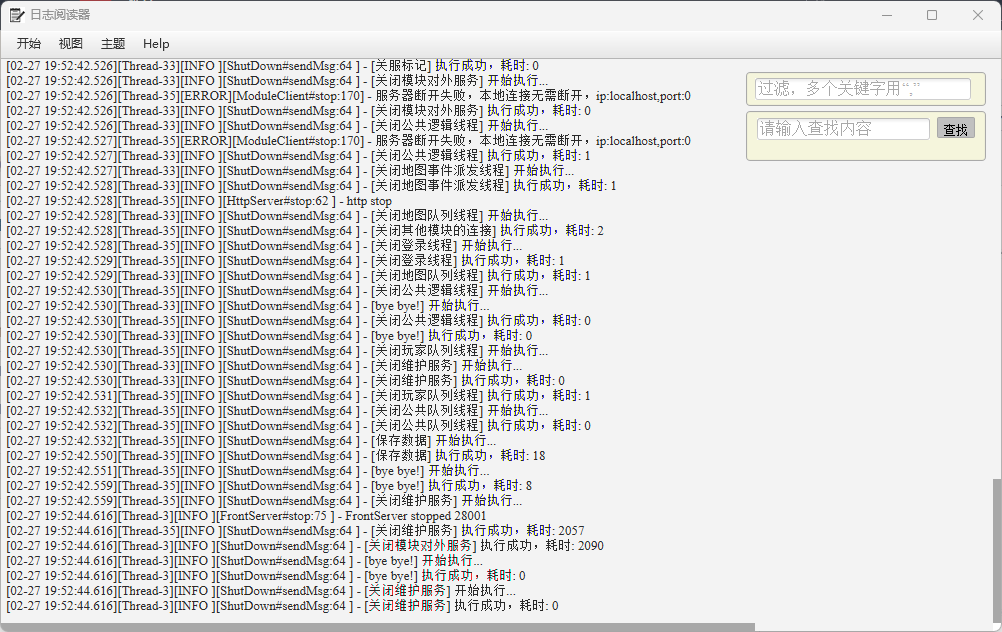 日志阅读器
开始 视图 主题 Help
[02-27 19:52:42.526][Thread-33][INFO ][ShutDown#sendMsg:64 ] - [关服标记] 执行成功，耗时: 0
[02-27 19:52:42.526][Thread-33][INFO ][ShutDown#sendMsg:64 ] - [关闭模块对外服务] 开始执行...
[02-27 19:52:42.526][Thread-35][ERROR][ModuleClient#stop:170] - 服务器断开失败，本地连接无需断开，ip:localhost,port:0
[02-27 19:52:42.526][Thread-33][INFO ][ShutDown#sendMsg:64 ] - [关闭模块对外服务] 执行成功，耗时: 0
[02-27 19:52:42.526][Thread-33][INFO ][ShutDown#sendMsg:64 ] - [关闭公共逻辑线程] 开始执行...
[02-27 19:52:42.527][Thread-35][ERROR][ModuleClient#stop:170] - 服务器断开失败，本地连接无需断开，ip:localhost,port:0
[02-27 19:52:42.527][Thread-33][INFO ][ShutDown#sendMsg:64 ] - [关闭公共逻辑线程] 执行成功，耗时: 1
[02-27 19:52:42.527][Thread-33][INFO ][ShutDown#sendMsg:64 ] - [关闭地图事件派发线程] 开始执行...
[02-27 19:52:42.528][Thread-33][INFO ][ShutDown#sendMsg:64 ] - [关闭地图事件派发线程] 执行成功，耗时: 1
[02-27 19:52:42.528][Thread-35][INFO ][HttpServer#stop:62 ] - http stop
[02-27 19:52:42.528][Thread-33][INFO ][ShutDown#sendMsg:64 ] - [关闭地图队列线程] 开始执行...
[02-27 19:52:42.528][Thread-35][INFO ][ShutDown#sendMsg:64 ] - [关闭其他模块的连接] 执行成功，耗时: 2
[02-27 19:52:42.528][Thread-35][INFO ][ShutDown#sendMsg:64 ] - [关闭登录线程] 开始执行...
[02-27 19:52:42.529][Thread-35][INFO ][ShutDown#sendMsg:64 ] - [关闭登录线程] 执行成功，耗时: 1
[02-27 19:52:42.529][Thread-33][INFO ][ShutDown#sendMsg:64 ] - [关闭地图队列线程] 执行成功，耗时: 1
[02-27 19:52:42.530][Thread-35][INFO ][ShutDown#sendMsg:64 ] - [关闭公共逻辑线程] 开始执行...
[02-27 19:52:42.530][Thread-33][INFO ][ShutDown#sendMsg:64 ] - [bye bye!] 开始执行...
[02-27 19:52:42.530][Thread-35][INFO ][ShutDown#sendMsg:64 ] - [关闭公共逻辑线程] 执行成功，耗时: 0
[02-27 19:52:42.530][Thread-33][INFO ][ShutDown#sendMsg:64 ] - [bye bye!] 执行成功，耗时: 0
[02-27 19:52:42.530][Thread-35][INFO ][ShutDown#sendMsg:64 ] - [关闭玩家队列线程] 开始执行...
[02-27 19:52:42.530][Thread-33][INFO ][ShutDown#sendMsg:64 ] - [关闭维护服务] 开始执行...
[02-27 19:52:42.530][Thread-33][INFO ][ShutDown#sendMsg:64 ] - [关闭维护服务] 执行成功，耗时: 0
[02-27 19:52:42.531][Thread-35][INFO ][ShutDown#sendMsg:64 ] - [关闭玩家队列线程] 执行成功，耗时: 1
[02-27 19:52:42.532][Thread-35][INFO ][ShutDown#sendMsg:64 ] - [关闭公共队列线程] 开始执行...
[02-27 19:52:42.532][Thread-35][INFO ][ShutDown#sendMsg:64 ] - [关闭公共队列线程] 执行成功，耗时: 0
[02-27 19:52:42.532][Thread-35][INFO ][ShutDown#sendMsg:64 ] - [保存数据] 开始执行...
[02-27 19:52:42.550][Thread-35][INFO ][ShutDown#sendMsg:64 ] - [保存数据] 执行成功，耗时: 18
[02-27 19:52:42.551][Thread-35][INFO ][ShutDown#sendMsg:64 ] - [bye bye!] 开始执行...
[02-27 19:52:42.559][Thread-35][INFO ][ShutDown#sendMsg:64 ] - [bye bye!] 执行成功，耗时: 8
[02-27 19:52:42.559][Thread-35][INFO ][ShutDown#sendMsg:64 ] - [关闭维护服务] 开始执行...
[02-27 19:52:44.616][Thread-3][INFO ][FrontServer#stop:75 ] - FrontServer stopped 28001
[02-27 19:52:44.616][Thread-35][INFO ][ShutDown#sendMsg:64 ] - [关闭维护服务] 执行成功，耗时: 2057
[02-27 19:52:44.616][Thread-3][INFO ][ShutDown#sendMsg:64 ] - [关闭模块对外服务] 执行成功，耗时: 2090
[02-27 19:52:44.616][Thread-3][INFO ][ShutDown#sendMsg:64 ] - [bye bye!] 开始执行...
[02-27 19:52:44.616][Thread-3][INFO ][ShutDown#sendMsg:64 ] - [bye bye!] 执行成功，耗时: 0
[02-27 19:52:44.616][Thread-3][INFO ][ShutDown#sendMsg:64 ] - [关闭维护服务] 开始执行...
[02-27 19:52:44.616][Thread-3][INFO ][ShutDown#sendMsg:64 ] - [关闭维护服务] 执行成功，耗时: 0
过滤，多个关键字用“,”
请输入查找内容 查找